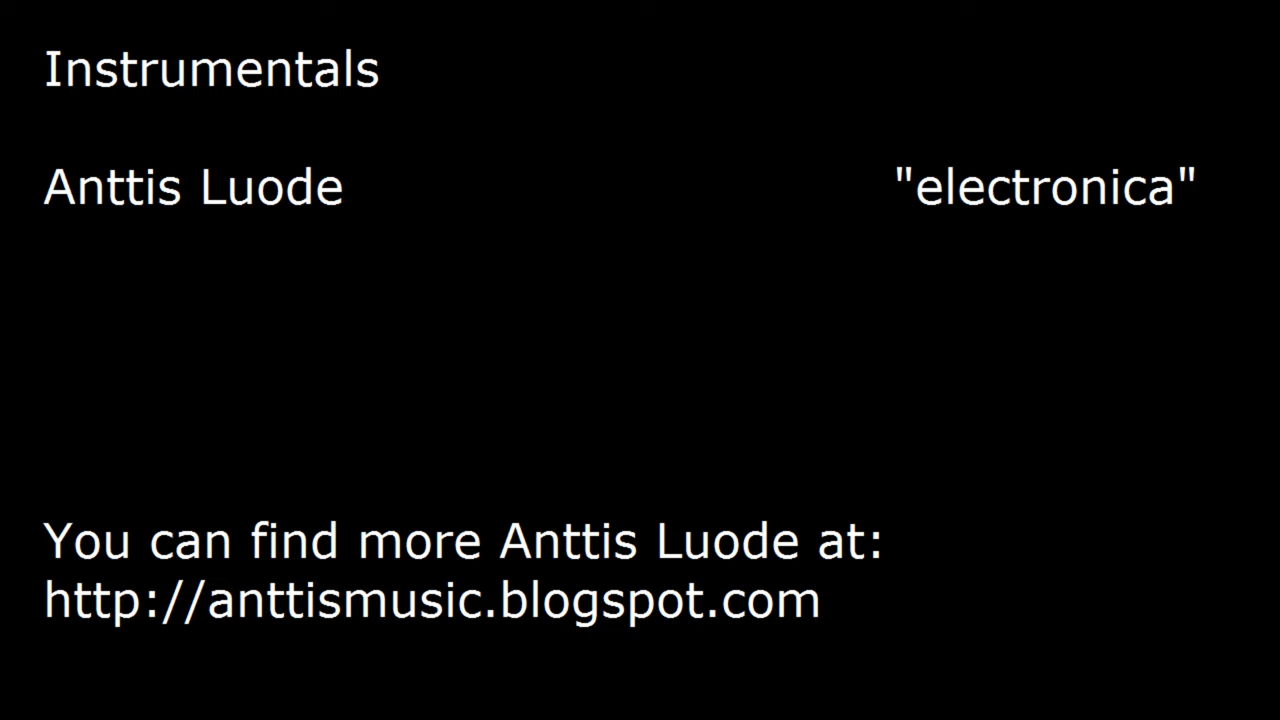 Instrumentals
Anttis Luode "electronica"
You can find more Anttis Luode at:
http://anttismusic.blogspot.com